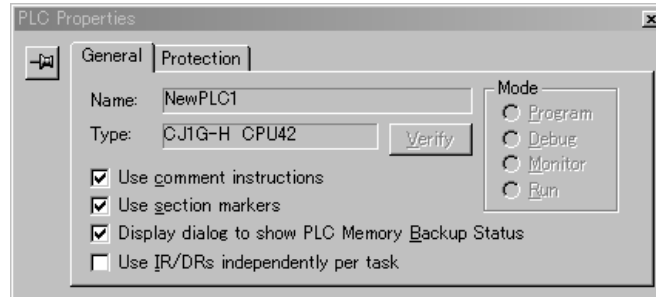 PLC Properties
General Protection
Name: NewPLC1
Type: CJ1G-H CPU42 Verify
Mode
Program
Debug
Monitor
Run
Use comment instructions
Use section markers
Display dialog to show PLC Memory Backup Status
Use IR/DRs independently per task